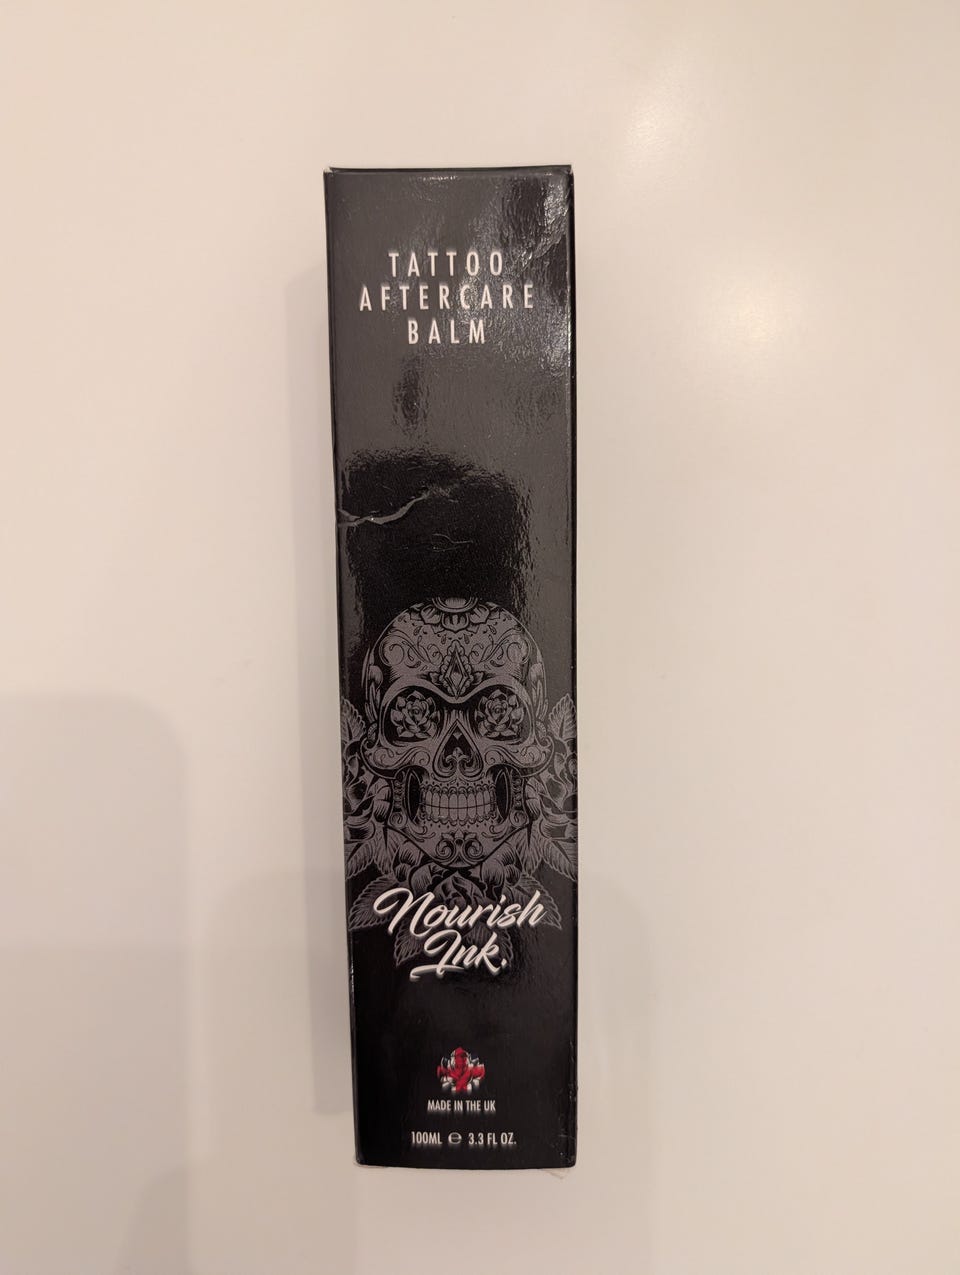 TATTOO
AFTERCARE
BALM
Nourish
Ink.
MADE IN THE UK
100ML ℮ 3.3 FL OZ.